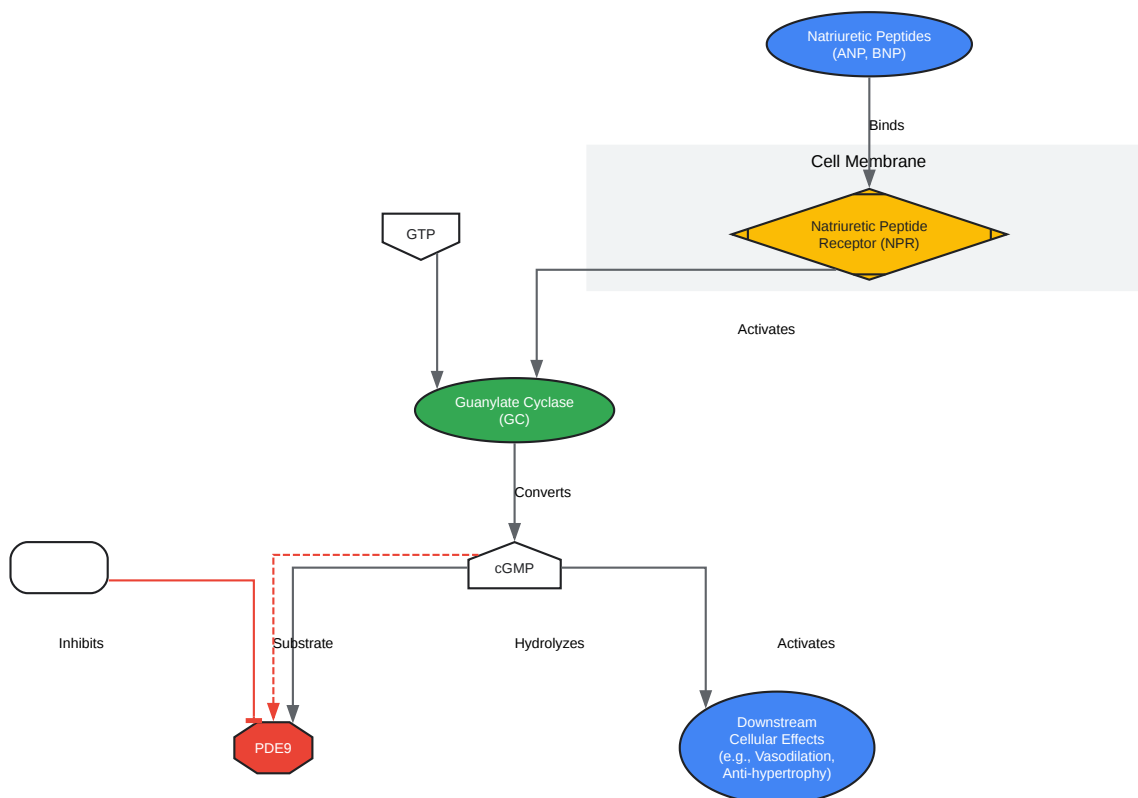 Natriuretic Peptides
(ANP, BNP)
Binds
Cell Membrane
Natriuretic Peptide
Receptor (NPR)
GTP
Activates
Guanylate Cyclase
(GC)
Converts
cGMP
Inhibits
Substrate
Hydrolyzes
Activates
PDE9
Downstream
Cellular Effects
(e.g., Vasodilation,
Anti-hypertrophy)